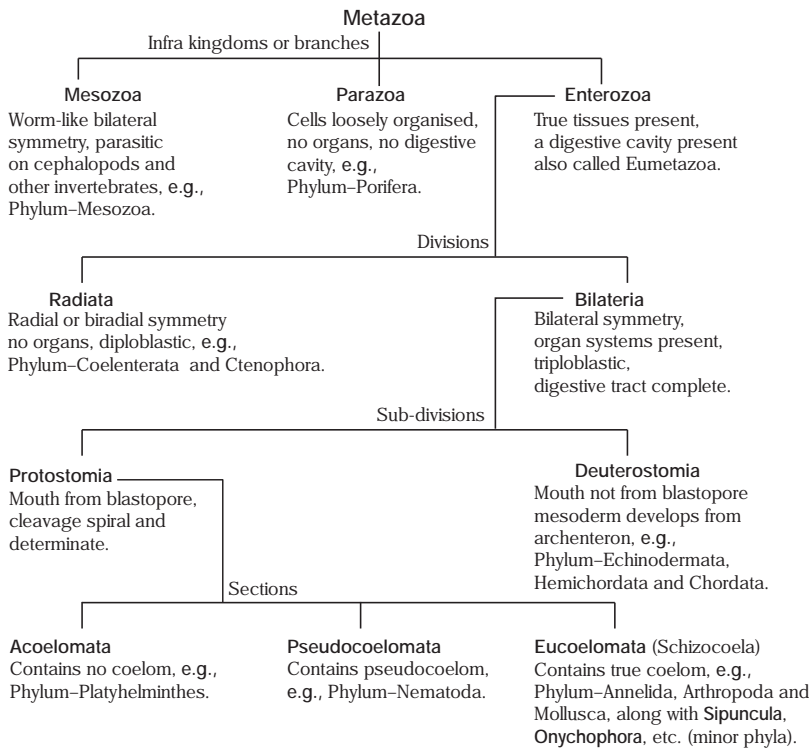 Metazoa
Infra kingdoms or branches
Mesozoa
Worm-like bilateral
symmetry, parasitic
on cephalopods and
other invertebrates, e.g.,
Phylum–Mesozoa.
Parazoa
Cells loosely organised,
no organs, no digestive
cavity, e.g.,
Phylum–Porifera.
Enterozoa
True tissues present,
a digestive cavity present
also called Eumetazoa.
Divisions
Radiata
Radial or biradial symmetry
no organs, diploblastic, e.g.,
Phylum–Coelenterata and Ctenophora.
Bilateria
Bilateral symmetry,
organ systems present,
triploblastic,
digestive tract complete.
Sub-divisions
Protostomia
Mouth from blastopore,
cleavage spiral and
determinate.
Deuterostomia
Mouth not from blastopore
mesoderm develops from
archenteron, e.g.,
Phylum–Echinodermata,
Hemichordata and Chordata.
Sections
Acoelomata
Contains no coelom, e.g.,
Phylum–Platyhelminthes.
Pseudocoelomata
Contains pseudocoelom,
e.g., Phylum–Nematoda.
Eucoelomata (Schizocoela)
Contains true coelom, e.g.,
Phylum–Annelida, Arthropoda and
Mollusca, along with Sipuncula,
Onychophora, etc. (minor phyla).